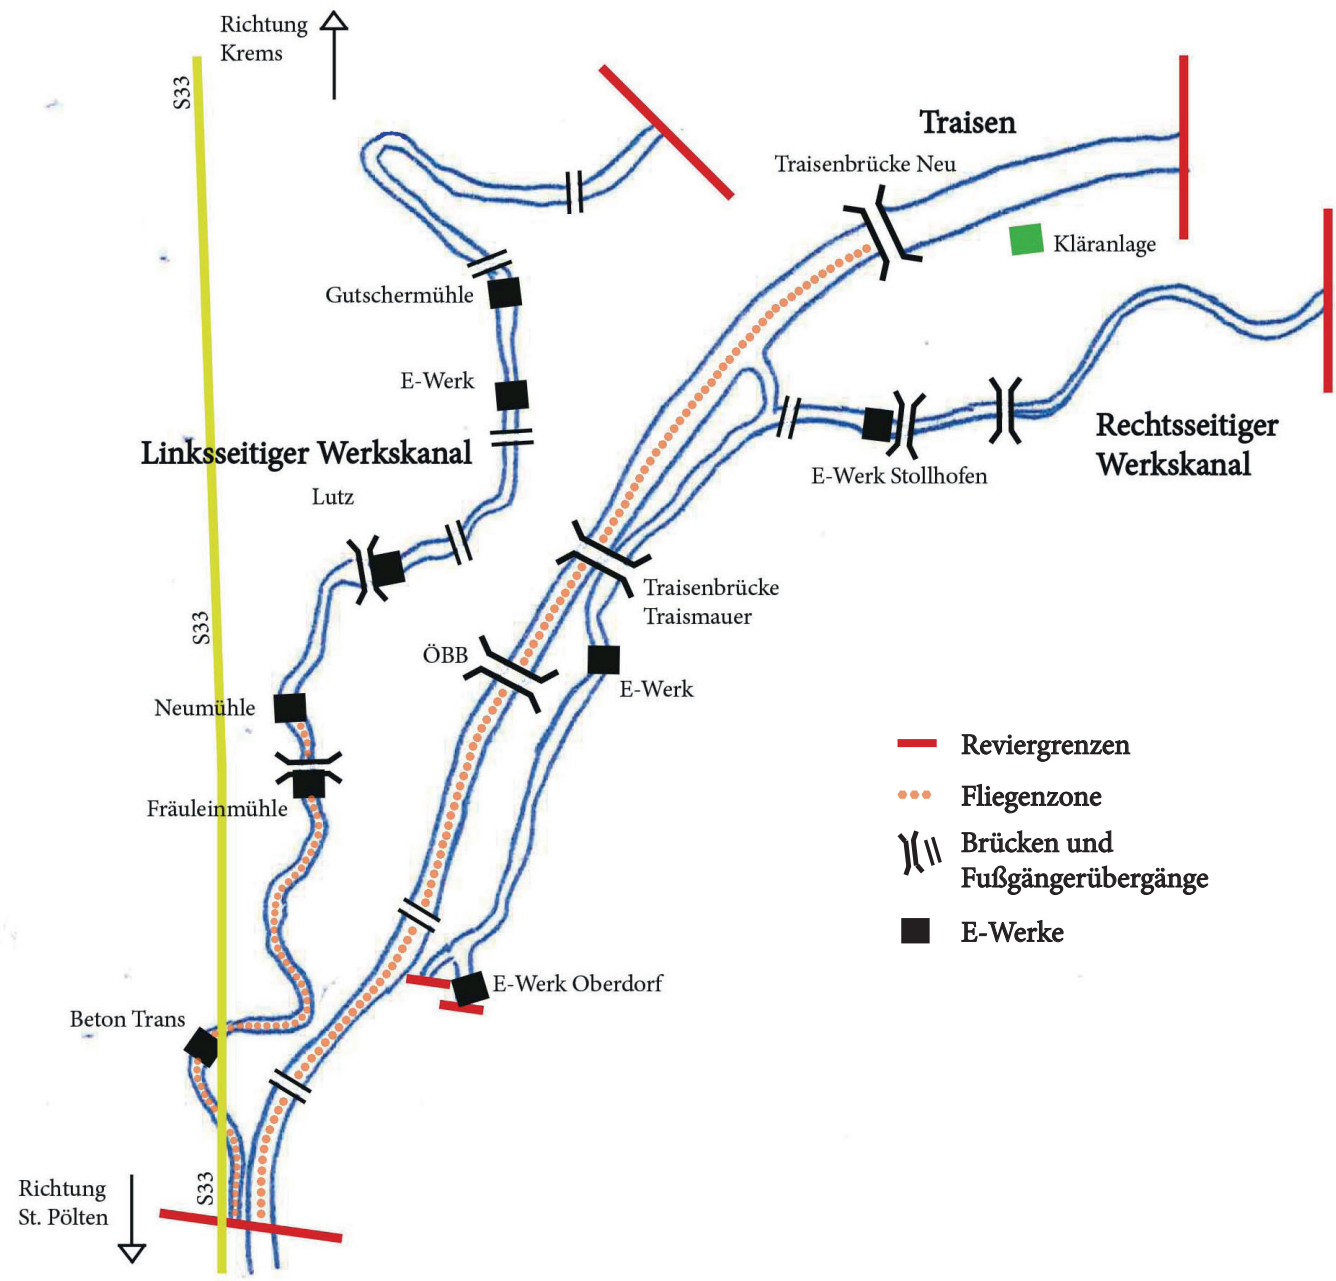 Richtung
Krems
S33
Traisen
Traisenbrücke Neu
Kläranlage
Gutschermühle
E-Werk
Linksseitiger Werkskanal
Lutz
Rechtsseitiger
Werkskanal
E-Werk Stollhofen
Traisenbrücke
Traismauer
S33
ÖBB
E-Werk
Neumühle
Fräuleinmühle
Reviergrenzen
Fliegenzone
Brücken und
Fußgängerübergänge
E-Werke
E-Werk Oberdorf
Beton Trans
S33
Richtung
St. Pölten